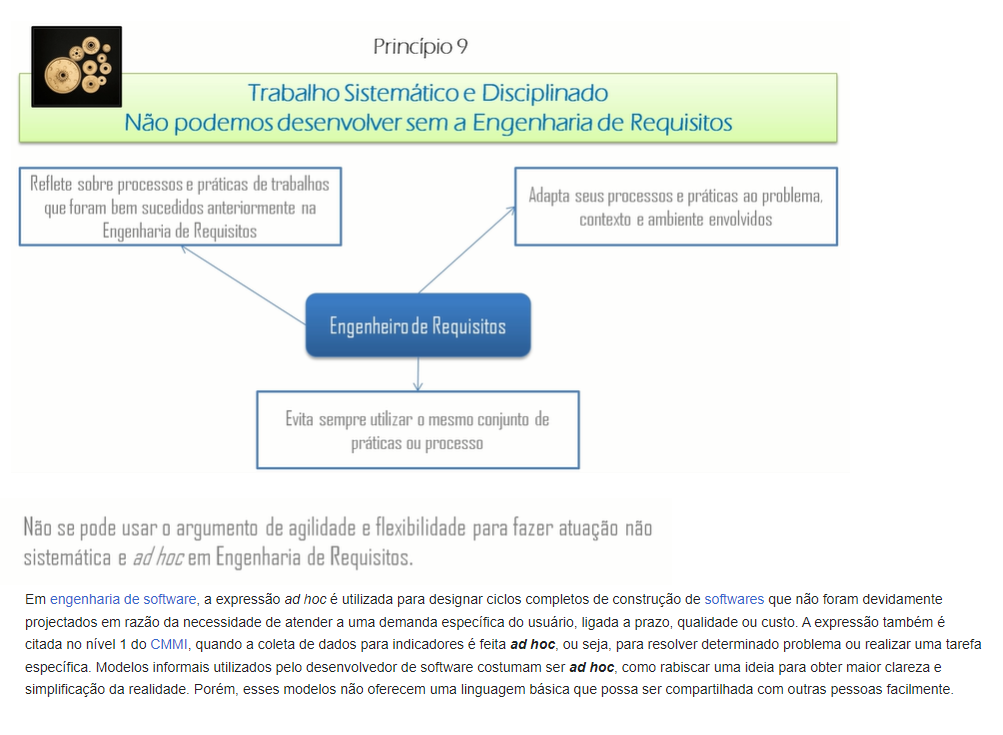 Princípio 9
Trabalho Sistemático e Disciplinado
Não podemos desenvolver sem a Engenharia de Requisitos
Reflete sobre processos e práticas de trabalhos
que foram bem sucedidos anteriormente na
Engenharia de Requisitos
Adapta seus processos e práticas ao problema,
contexto e ambiente envolvidos
Engenheiro de Requisitos
Evita sempre utilizar o mesmo conjunto de
práticas ou processo
Não se pode usar o argumento de agilidade e flexibilidade para fazer atuação não
sistemática e ad hoc em Engenharia de Requisitos.
Em engenharia de software, a expressão ad hoc é utilizada para designar ciclos completos de construção de softwares que não foram devidamente
projectados em razão da necessidade de atender a uma demanda específica do usuário, ligada a prazo, qualidade ou custo. A expressão também é
citada no nível 1 do CMMI, quando a coleta de dados para indicadores é feita ad hoc, ou seja, para resolver determinado problema ou realizar uma tarefa
específica. Modelos informais utilizados pelo desenvolvedor de software costumam ser ad hoc, como rabiscar uma ideia para obter maior clareza e
simplificação da realidade. Porém, esses modelos não oferecem uma linguagem básica que possa ser compartilhada com outras pessoas facilmente.